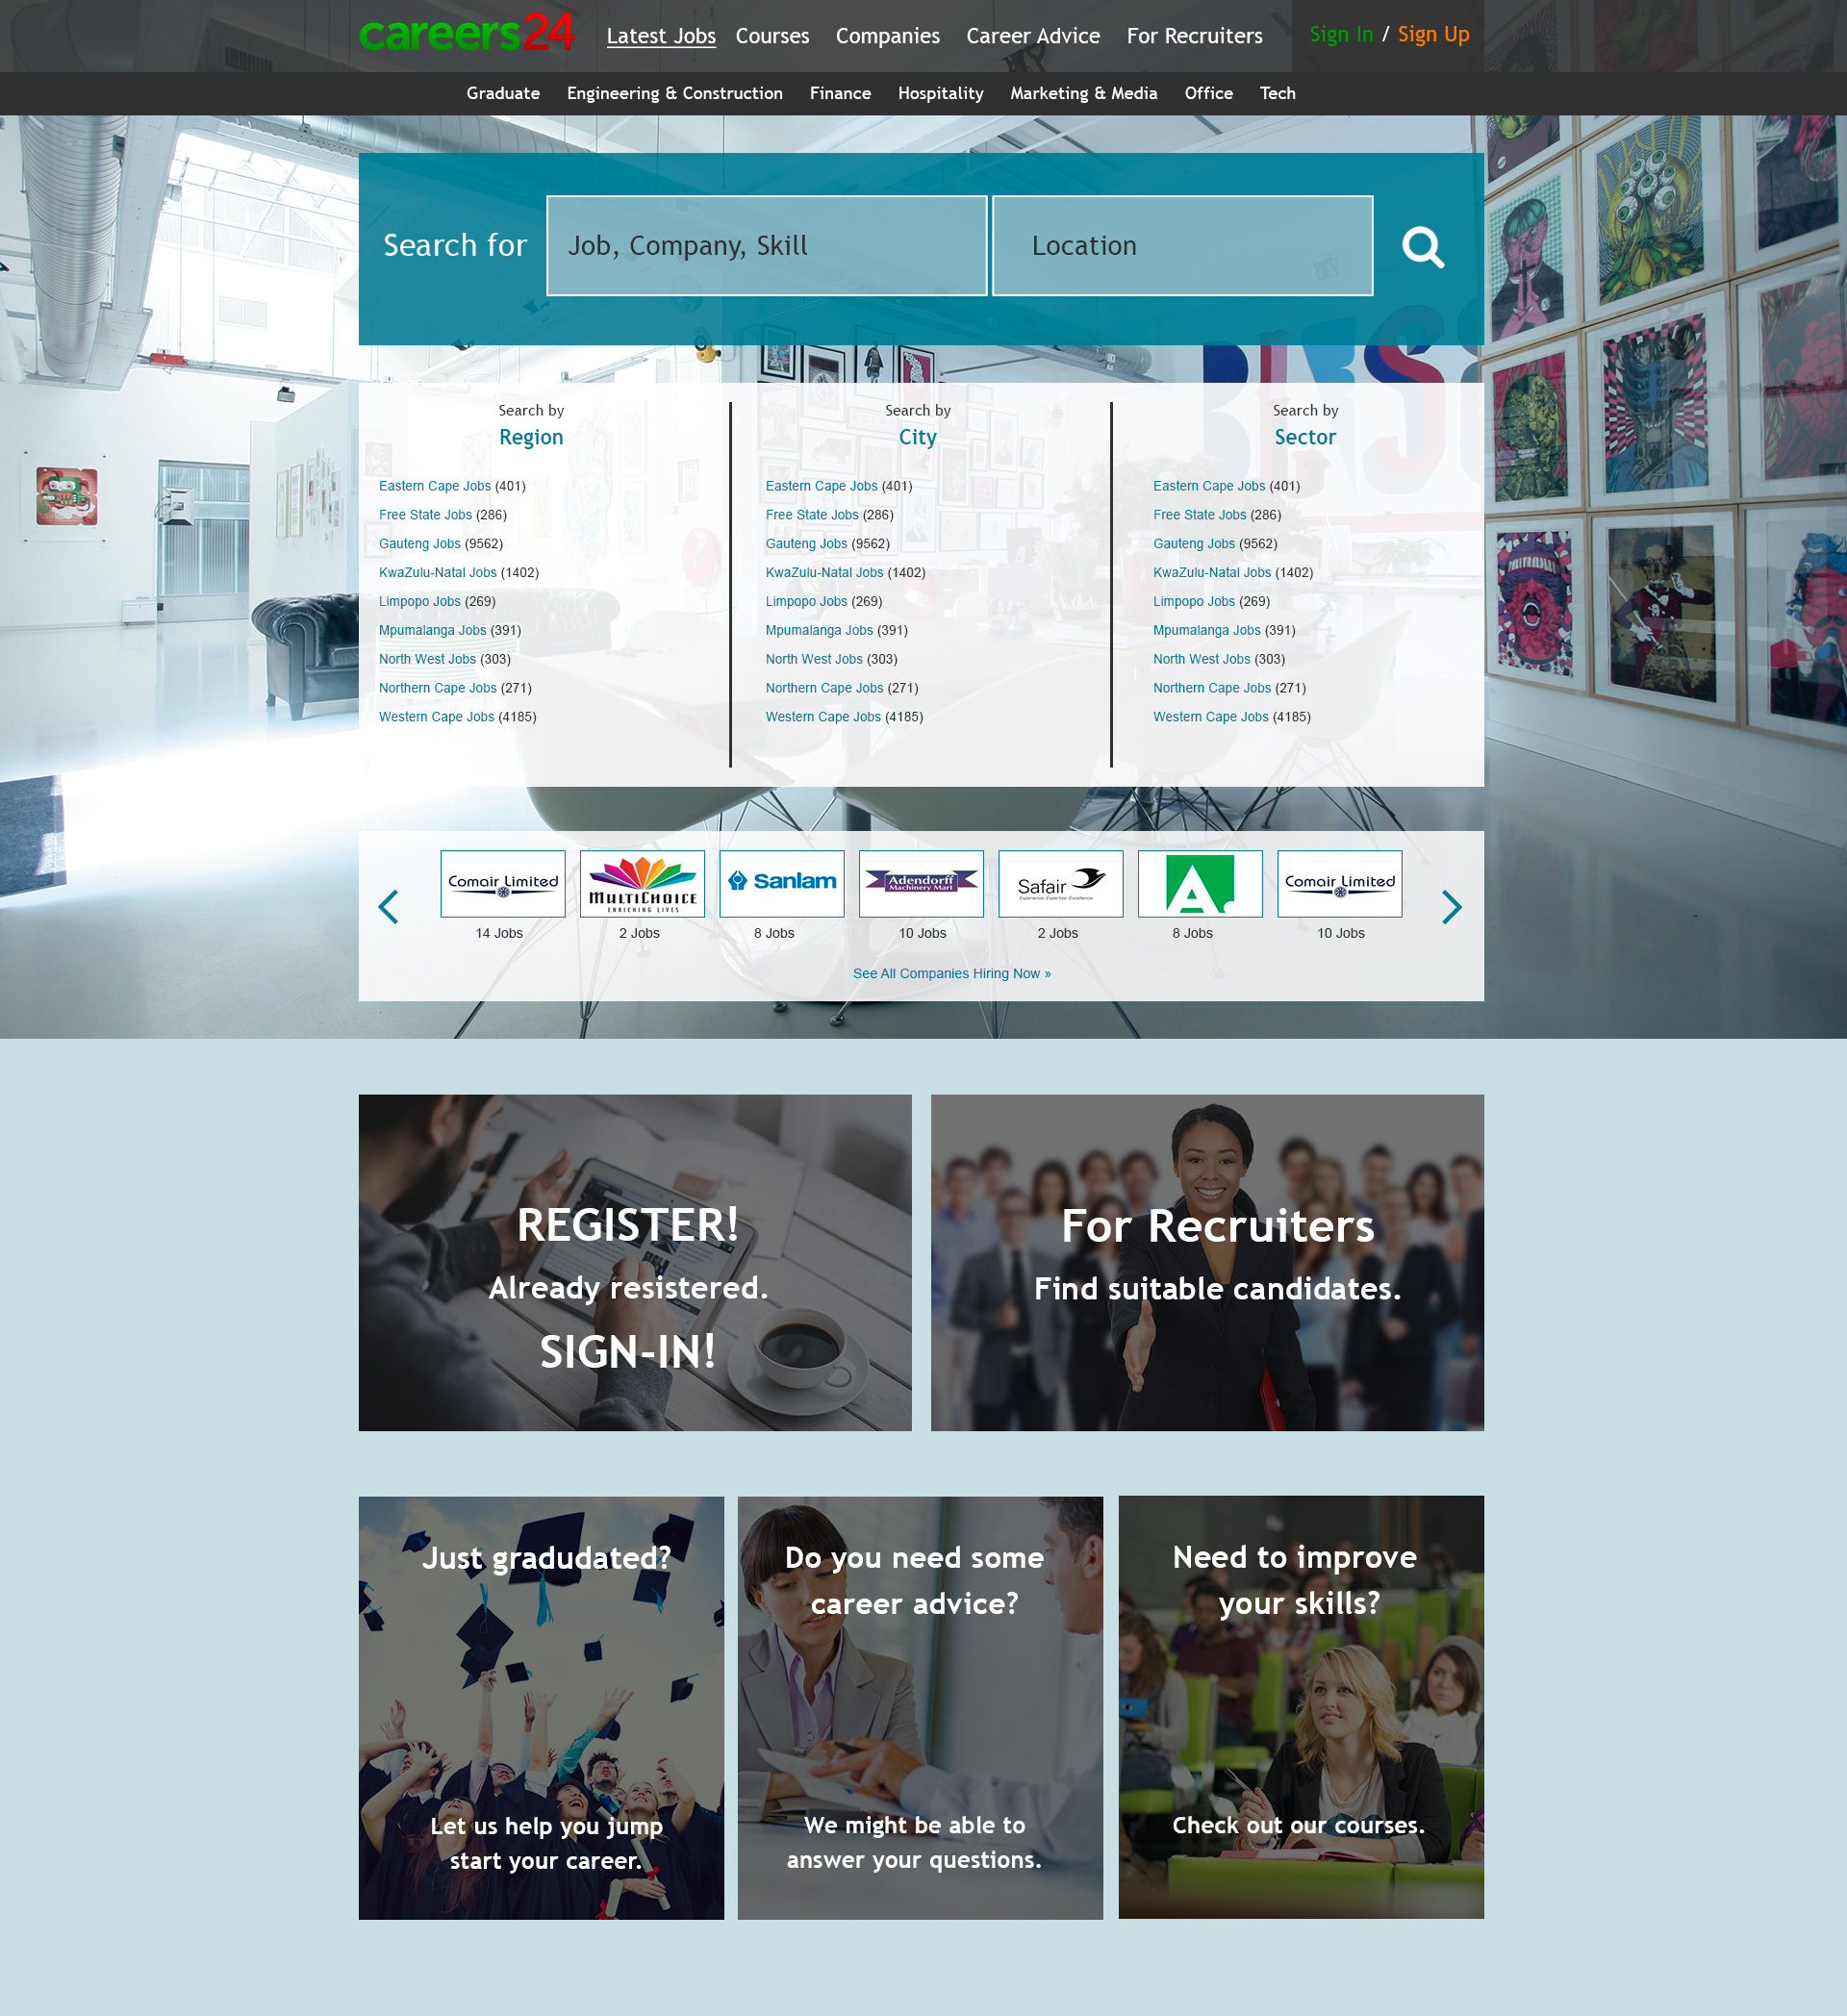 careers24
Latest Jobs Courses Companies Career Advice For Recruiters
Sign In / Sign Up
Graduate Engineering & Construction Finance Hospitality Marketing & Media Office Tech
Search for Job, Company, Skill Location
Search by
Region
Eastern Cape Jobs (401)
Free State Jobs (286)
Gauteng Jobs (9562)
KwaZulu-Natal Jobs (1402)
Limpopo Jobs (269)
Mpumalanga Jobs (391)
North West Jobs (303)
Northern Cape Jobs (271)
Western Cape Jobs (4185)
Search by
City
Eastern Cape Jobs (401)
Free State Jobs (286)
Gauteng Jobs (9562)
KwaZulu-Natal Jobs (1402)
Limpopo Jobs (269)
Mpumalanga Jobs (391)
North West Jobs (303)
Northern Cape Jobs (271)
Western Cape Jobs (4185)
Search by
Sector
Eastern Cape Jobs (401)
Free State Jobs (286)
Gauteng Jobs (9562)
KwaZulu-Natal Jobs (1402)
Limpopo Jobs (269)
Mpumalanga Jobs (391)
North West Jobs (303)
Northern Cape Jobs (271)
Western Cape Jobs (4185)
Comair Limited
14 Jobs
MULTICHOICE
ENRICHING LIVES
2 Jobs
Sanlam
8 Jobs
Adendorff
Machinery Mart
10 Jobs
Safair
Experience. Expertise. Excellence.
2 Jobs
A
8 Jobs
Comair Limited
10 Jobs
See All Companies Hiring Now »
REGISTER!
Already resistered.
SIGN-IN!
For Recruiters
Find suitable candidates.
Just gradudated?
Let us help you jump
start your career.
Do you need some
career advice?
We might be able to
answer your questions.
Need to improve
your skills?
Check out our courses.